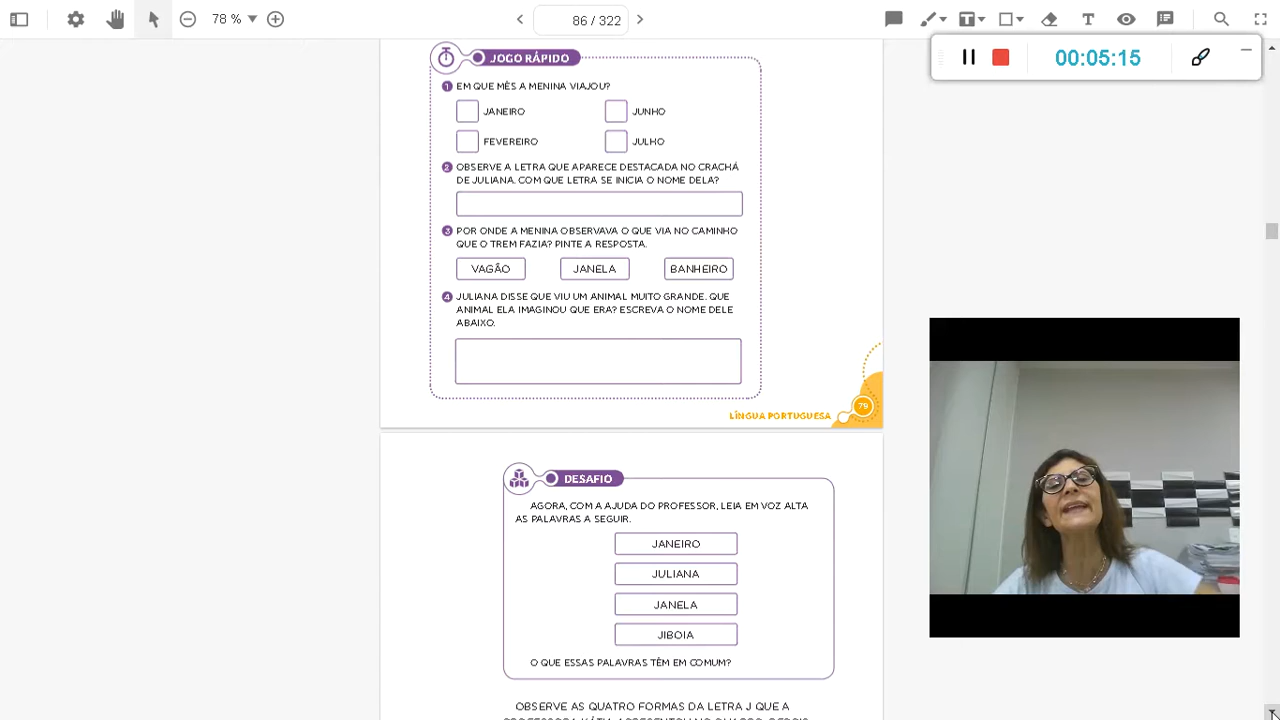 78 %
86 / 322
00:05:15
JOGO RÁPIDO
1 EM QUE MÊS A MENINA VIAJOU?
JANEIRO JUNHO
FEVEREIRO JULHO
2 OBSERVE A LETRA QUE APARECE DESTACADA NO CRACHÁ
DE JULIANA. COM QUE LETRA SE INICIA O NOME DELA?
3 POR ONDE A MENINA OBSERVAVA O QUE VIA NO CAMINHO
QUE O TREM FAZIA? PINTE A RESPOSTA.
VAGÃO JANELA BANHEIRO
4 JULIANA DISSE QUE VIU UM ANIMAL MUITO GRANDE. QUE
ANIMAL ELA IMAGINOU QUE ERA? ESCREVA O NOME DELE
ABAIXO.
LÍNGUA PORTUGUESA 79
DESAFIO
AGORA, COM A AJUDA DO PROFESSOR, LEIA EM VOZ ALTA
AS PALAVRAS A SEGUIR.
JANEIRO
JULIANA
JANELA
JIBOIA
O QUE ESSAS PALAVRAS TÊM EM COMUM?
OBSERVE AS QUATRO FORMAS DA LETRA J QUE A